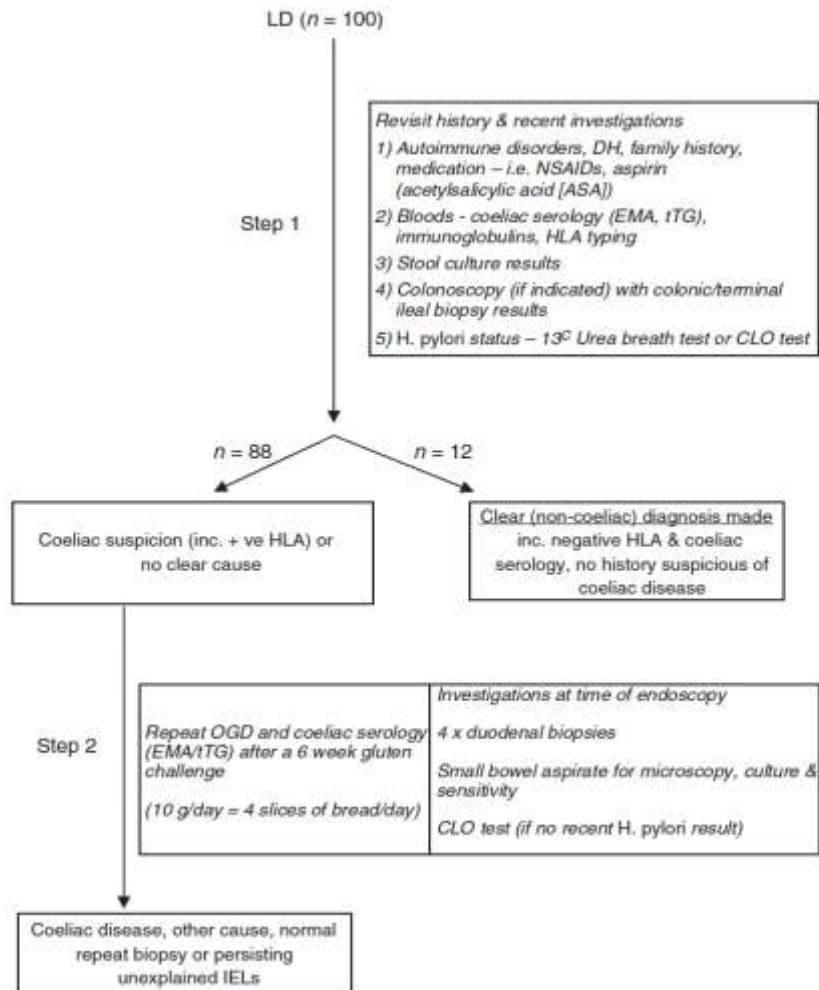 LD (n = 100)
Step 1
Revisit history & recent investigations
1) Autoimmune disorders, DH, family history,
medication – i.e. NSAIDs, aspirin
(acetylsalicylic acid [ASA])
2) Bloods - coeliac serology (EMA, tTG),
immunoglobulins, HLA typing
3) Stool culture results
4) Colonoscopy (if indicated) with colonic/terminal
ileal biopsy results
5) H. pylori status – 13C Urea breath test or CLO test
n = 88
n = 12
Coeliac suspicion (inc. + ve HLA) or
no clear cause
Clear (non-coeliac) diagnosis made
inc. negative HLA & coeliac
serology, no history suspicious of
coeliac disease
Step 2
Repeat OGD and coeliac serology
(EMA/tTG) after a 6 week gluten
challenge
(10 g/day = 4 slices of bread/day)
Investigations at time of endoscopy
4 x duodenal biopsies
Small bowel aspirate for microscopy, culture &
sensitivity
CLO test (if no recent H. pylori result)
Coeliac disease, other cause, normal
repeat biopsy or persisting
unexplained IELs